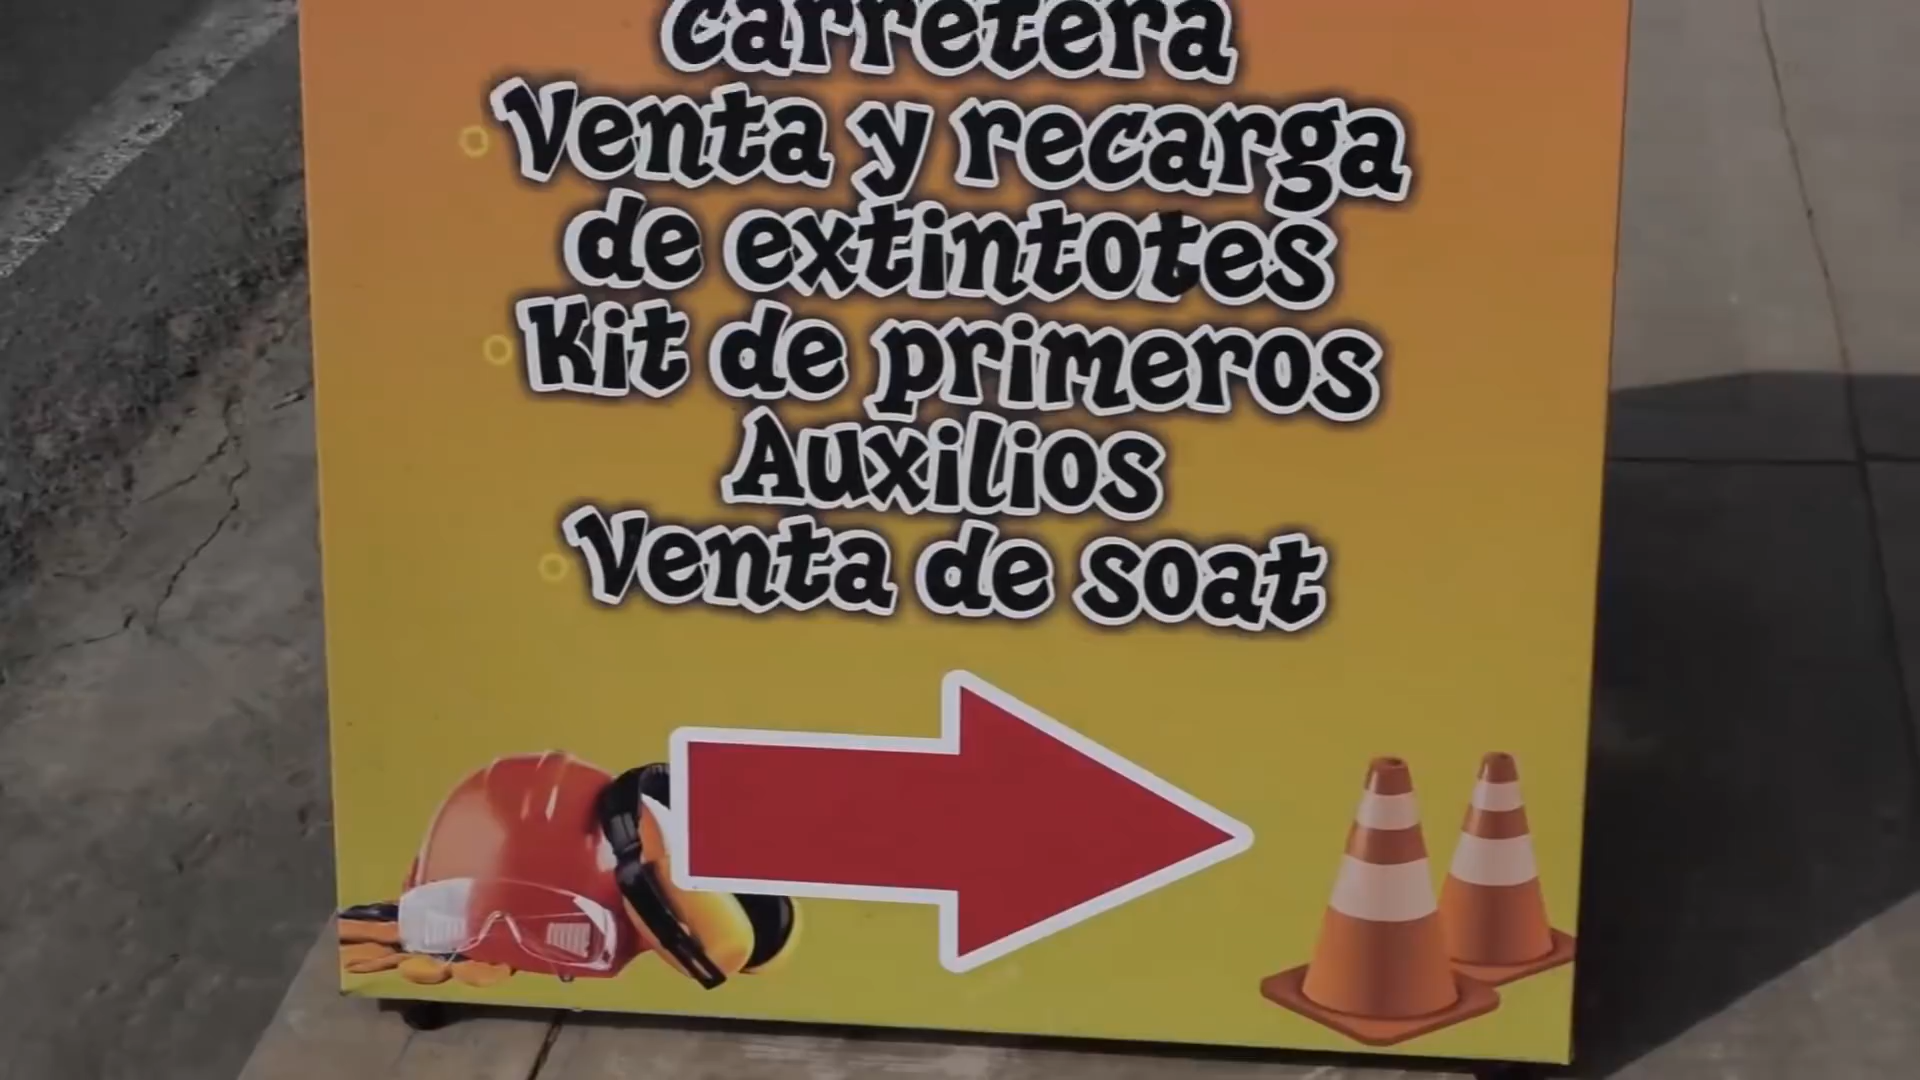 carretera
Venta y recarga
de extintotes
Kit de primeros
Auxilios
Venta de soat